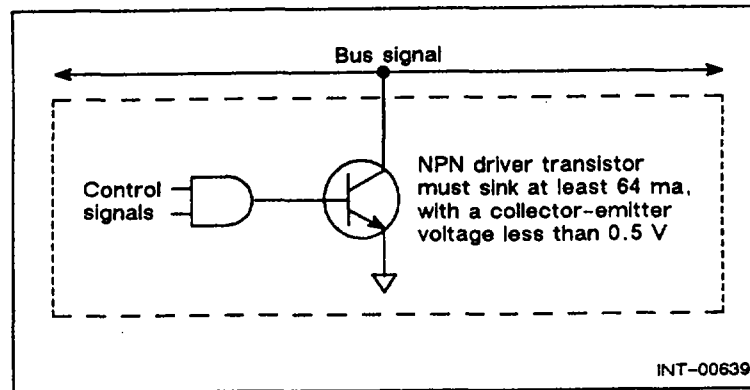 Bus signal
Control
signals
NPN driver transistor
must sink at least 64 ma,
with a collector-emitter
voltage less than 0.5 V
INT-00639